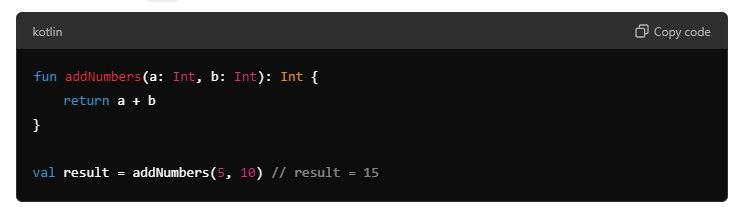 kotlin
Copy code
fun addNumbers(a: Int, b: Int): Int {
    return a + b
}
val result = addNumbers(5, 10) // result = 15